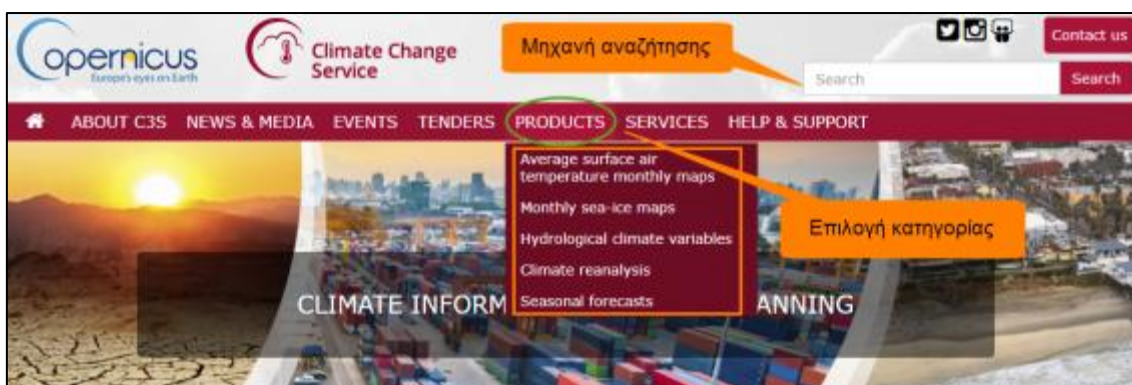 opernicus
Europe's eyes on Earth
Climate Change
Service
Μηχανή αναζήτησης
Contact us
Search
Search
ABOUT C3S NEWS & MEDIA EVENTS TENDERS PRODUCTS SERVICES HELP & SUPPORT
Average surface air
temperature monthly maps
Monthly sea-ice maps
Hydrological climate variables
Climate reanalysis
Seasonal forecasts
Επιλογή κατηγορίας
CLIMATE INFORM ANNING